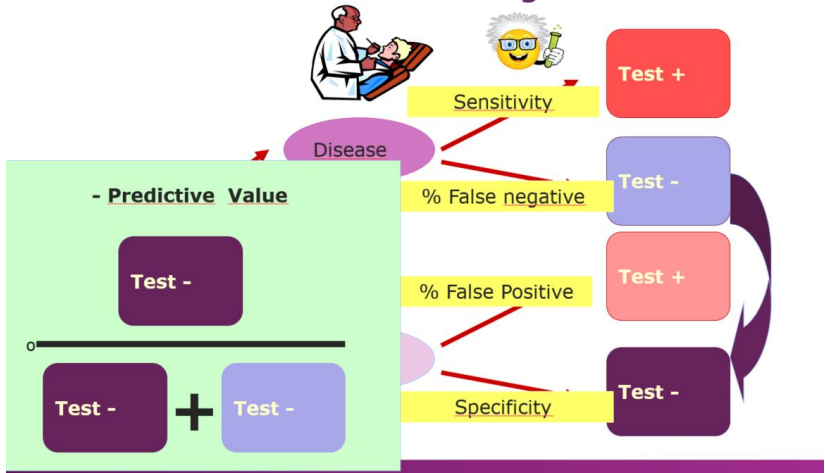 Sensitivity
Test +
Disease
% False negative
Test -
- Predictive Value
Test -
% False Positive
Test +
o
Test - + Test -
Specificity
Test -